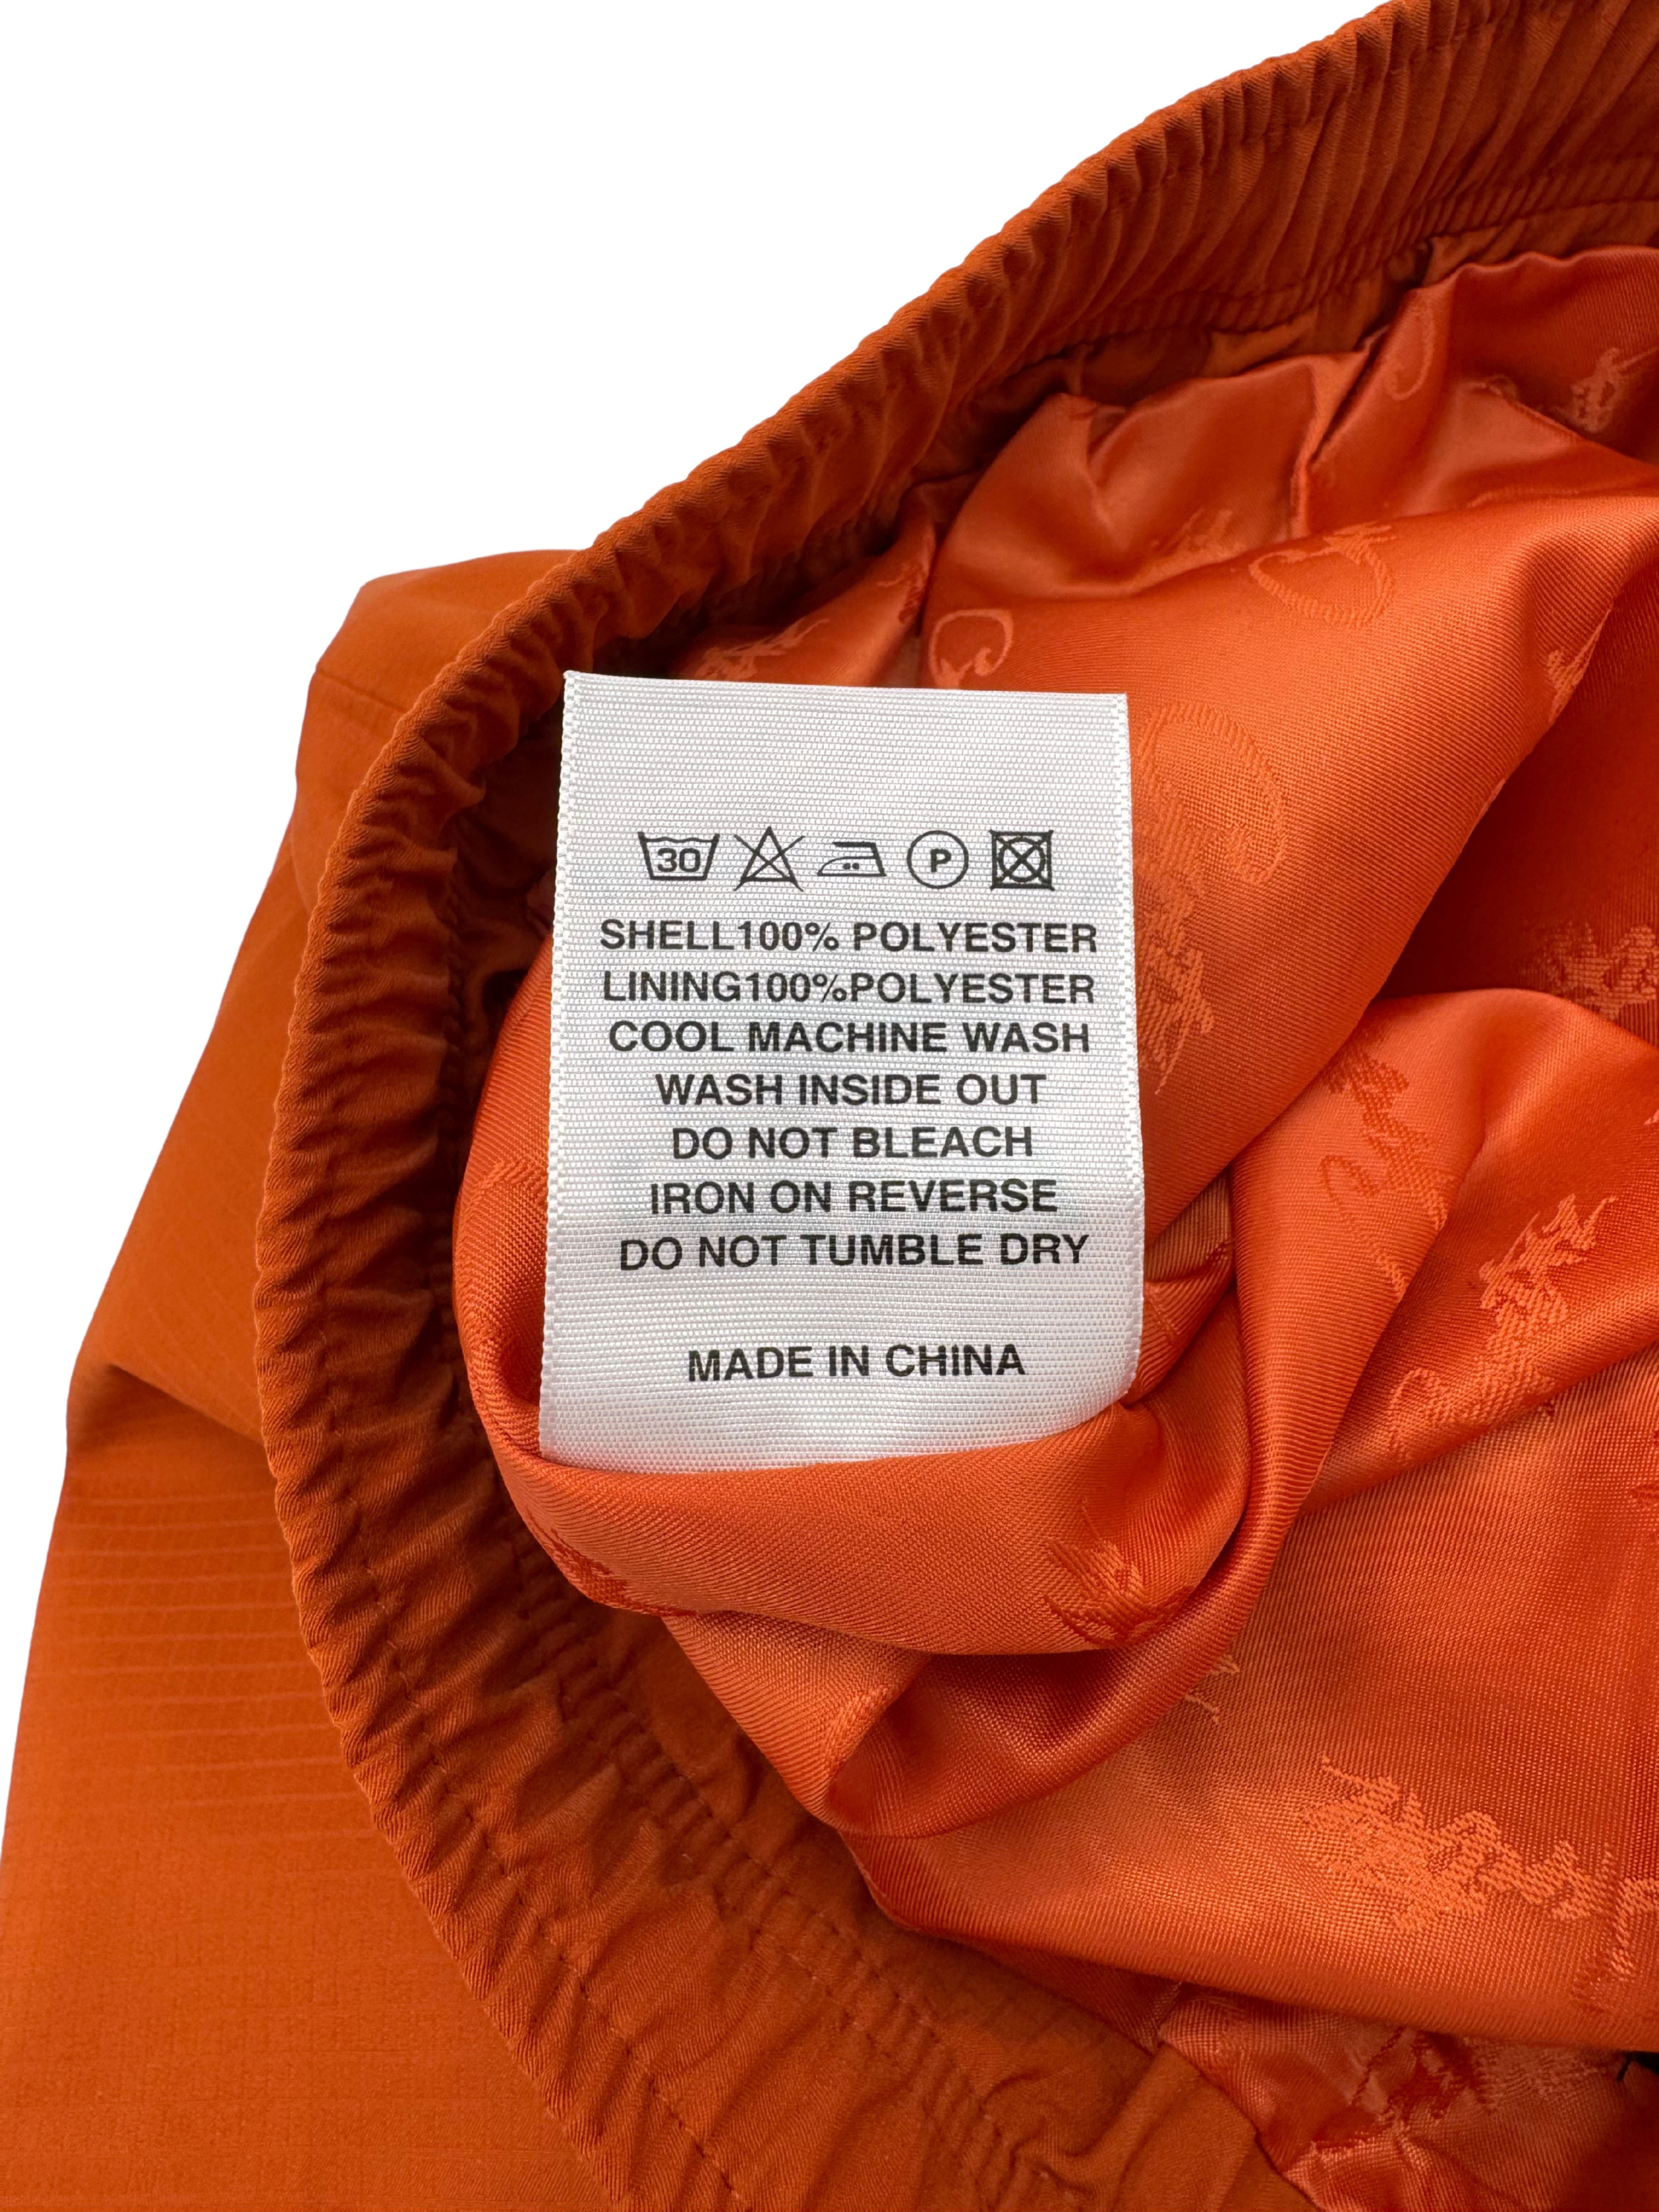 30 P
SHELL100% POLYESTER
LINING100%POLYESTER
COOL MACHINE WASH
WASH INSIDE OUT
DO NOT BLEACH
IRON ON REVERSE
DO NOT TUMBLE DRY
MADE IN CHINA